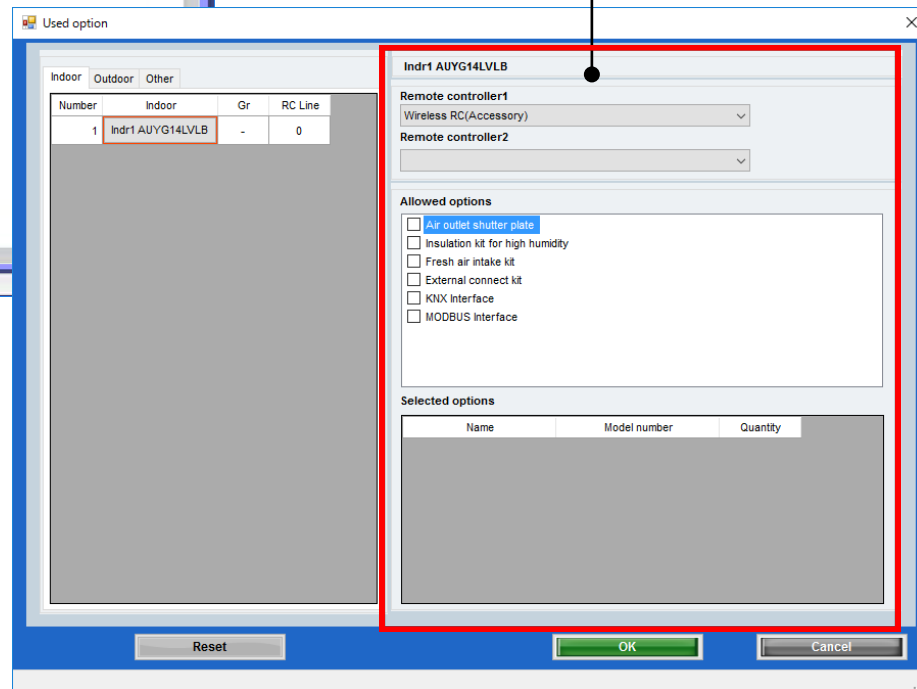 Used option
Indoor Outdoor Other
Number Indoor Gr RC Line
1 Indr1 AUYG14LVLB - 0
Indr1 AUYG14LVLB
Remote controller1
Wireless RC(Accessory)
Remote controller2
Allowed options
Air outlet shutter plate
Insulation kit for high humidity
Fresh air intake kit
External connect kit
KNX Interface
MODBUS Interface
Selected options
Name Model number Quantity
Reset OK Cancel